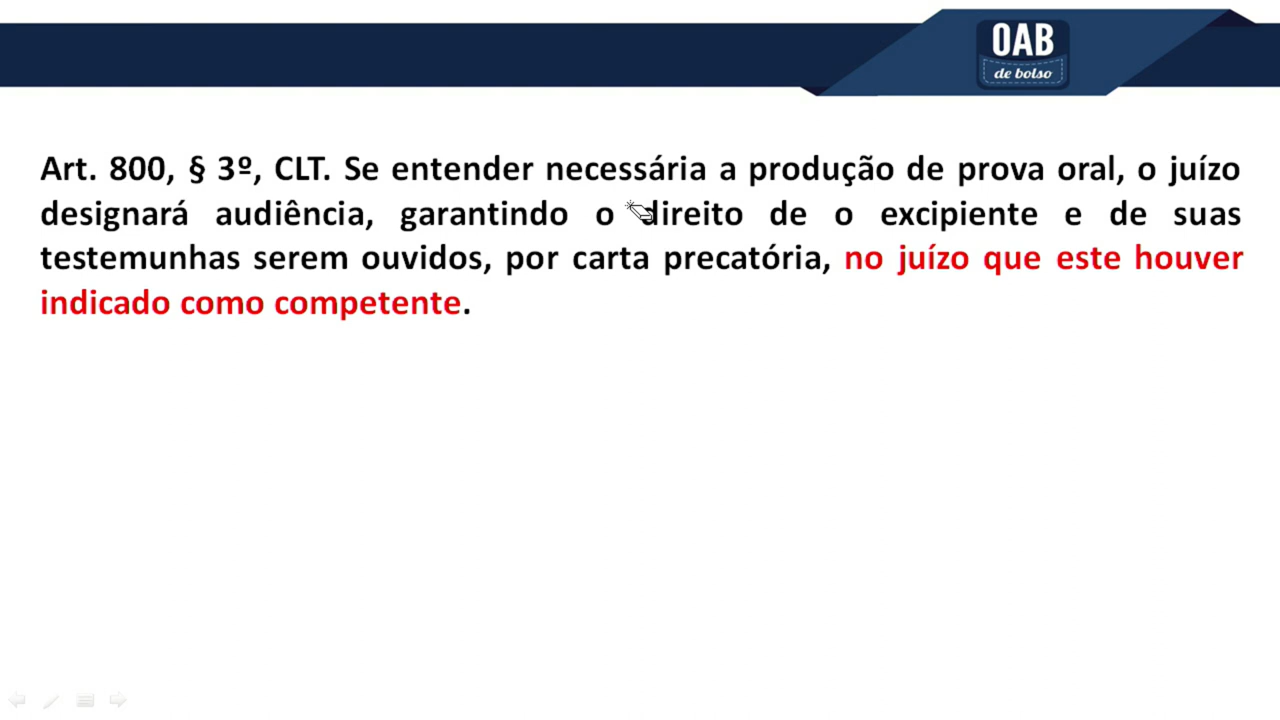 OAB
de bolso
Art. 800, § 3º, CLT. Se entender necessária a produção de prova oral, o juízo
designará audiência, garantindo o direito de o excipiente e de suas
testemunhas serem ouvidos, por carta precatória, no juízo que este houver
indicado como competente.